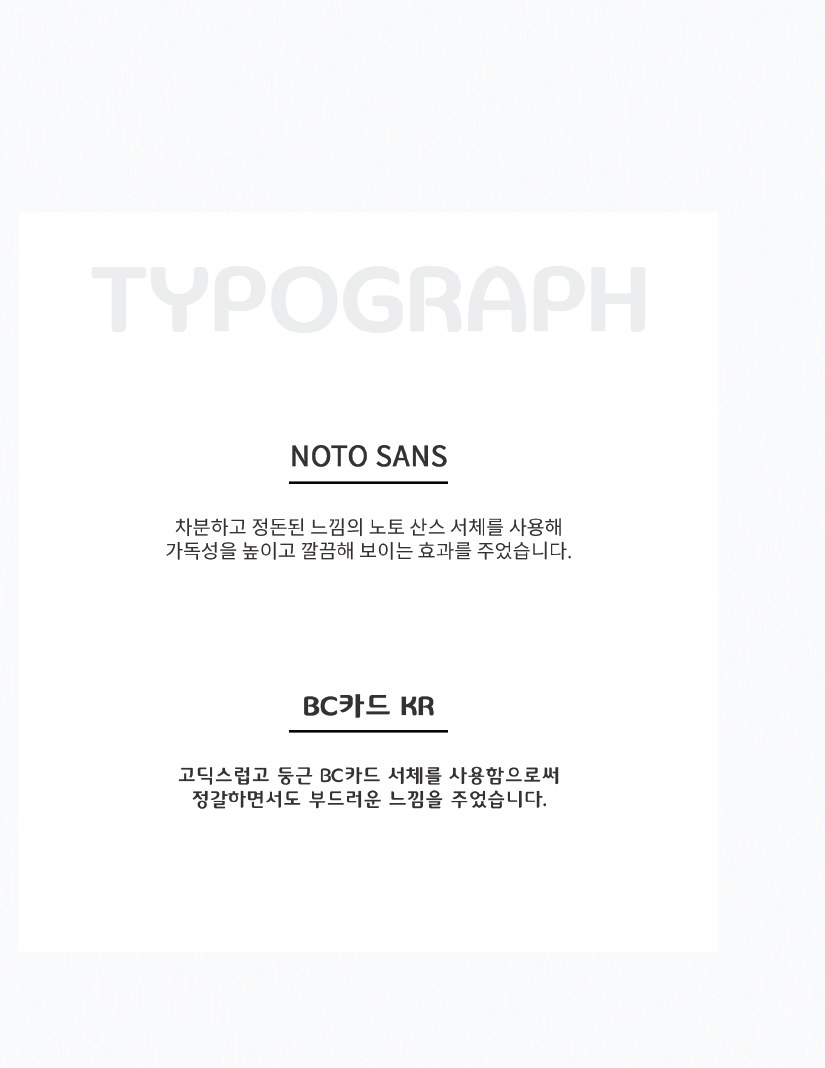 TYPOGRAPH
NOTO SANS
차분하고 정돈된 느낌의 노토 산스 서체를 사용해
가독성을 높이고 깔끔해 보이는 효과를 주었습니다.
BC카드 KR
고딕스럽고 둥근 BC카드 서체를 사용함으로써
정갈하면서도 부드러운 느낌을 주었습니다.